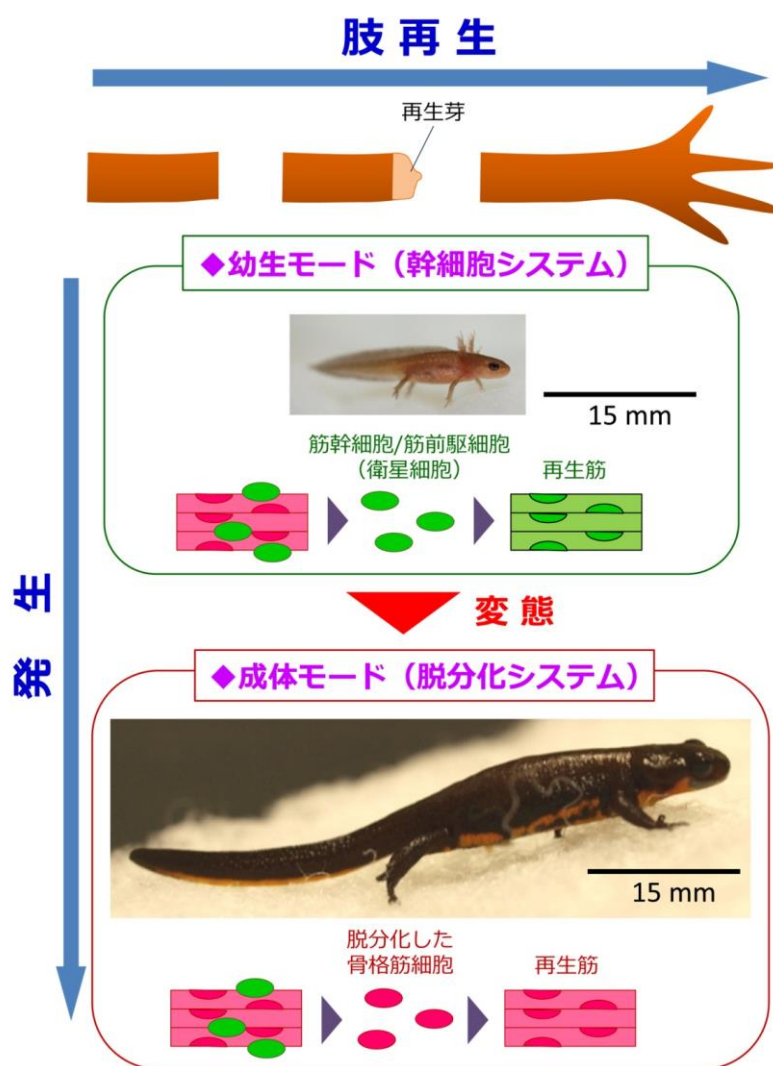 肢再生
再生芽
◆幼生モード（幹細胞システム）
15 mm
筋幹細胞/筋前駆細胞
（衛星細胞）
再生筋
発生
変態
◆成体モード（脱分化システム）
15 mm
脱分化した
骨格筋細胞
再生筋